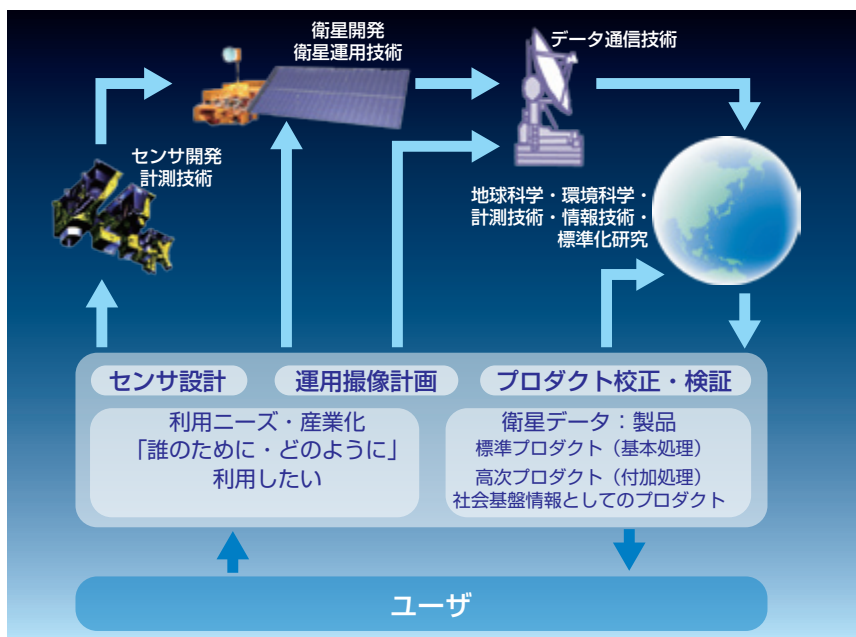 衛星開発
衛星運用技術
データ通信技術
センサ開発
計測技術
地球科学・環境科学・
計測技術・情報技術・
標準化研究
センサ設計
運用撮像計画
プロダクト校正・検証
利用ニーズ・産業化
「誰のために・どのように」
利用したい
衛星データ：製品
標準プロダクト（基本処理）
高次プロダクト（付加処理）
社会基盤情報としてのプロダクト
ユーザ